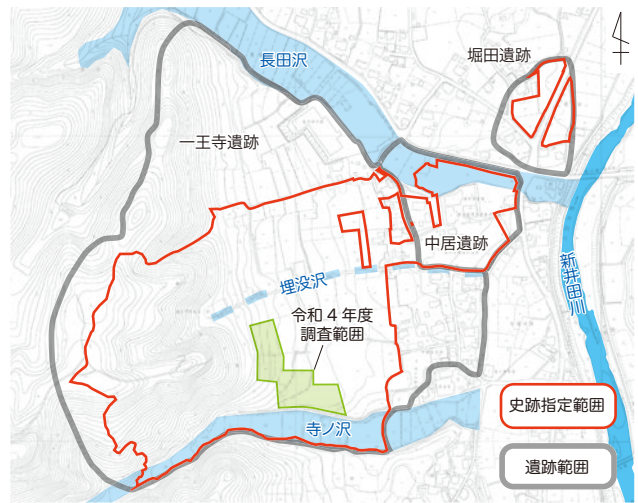 長田沢
堀田遺跡
一王寺遺跡
中居遺跡
新井田川
埋没沢
令和4年度
調査範囲
寺ノ沢
史跡指定範囲
遺跡範囲